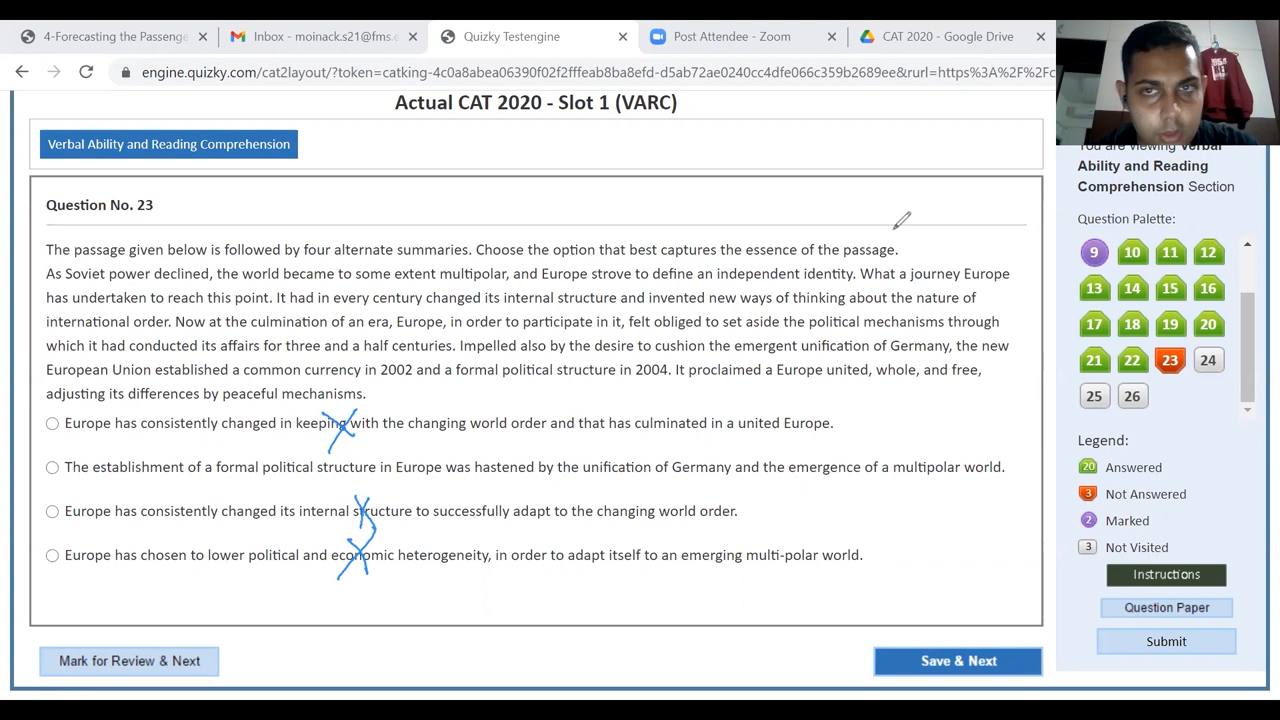 4-Forecasting the Passenge
Inbox - moinack.s21@fms.e
Quizky Testengine
Post Attendee - Zoom
CAT 2020 - Google Drive
engine.quizky.com/cat2layout/?token=catking-4c0a8abea06390f02f2fffeab8ba8efd-d5ab72ae0240cc4dfe066c359b2689ee&rurl=https%3A%2F%2Fc
Actual CAT 2020 - Slot 1 (VARC)
Verbal Ability and Reading Comprehension
Question No. 23
The passage given below is followed by four alternate summaries. Choose the option that best captures the essence of the passage.
As Soviet power declined, the world became to some extent multipolar, and Europe strove to define an independent identity. What a journey Europe
has undertaken to reach this point. It had in every century changed its internal structure and invented new ways of thinking about the nature of
international order. Now at the culmination of an era, Europe, in order to participate in it, felt obliged to set aside the political mechanisms through
which it had conducted its affairs for three and a half centuries. Impelled also by the desire to cushion the emergent unification of Germany, the new
European Union established a common currency in 2002 and a formal political structure in 2004. It proclaimed a Europe united, whole, and free,
adjusting its differences by peaceful mechanisms.
Europe has consistently changed in keeping with the changing world order and that has culminated in a united Europe.
The establishment of a formal political structure in Europe was hastened by the unification of Germany and the emergence of a multipolar world.
Europe has consistently changed its internal structure to successfully adapt to the changing world order.
Europe has chosen to lower political and economic heterogeneity, in order to adapt itself to an emerging multi-polar world.
Mark for Review & Next
Save & Next
You are viewing Verbal
Ability and Reading
Comprehension Section
Question Palette:
9 10 11 12
13 14 15 16
17 18 19 20
21 22 23 24
25 26
Legend:
20 Answered
3 Not Answered
2 Marked
3 Not Visited
Instructions
Question Paper
Submit